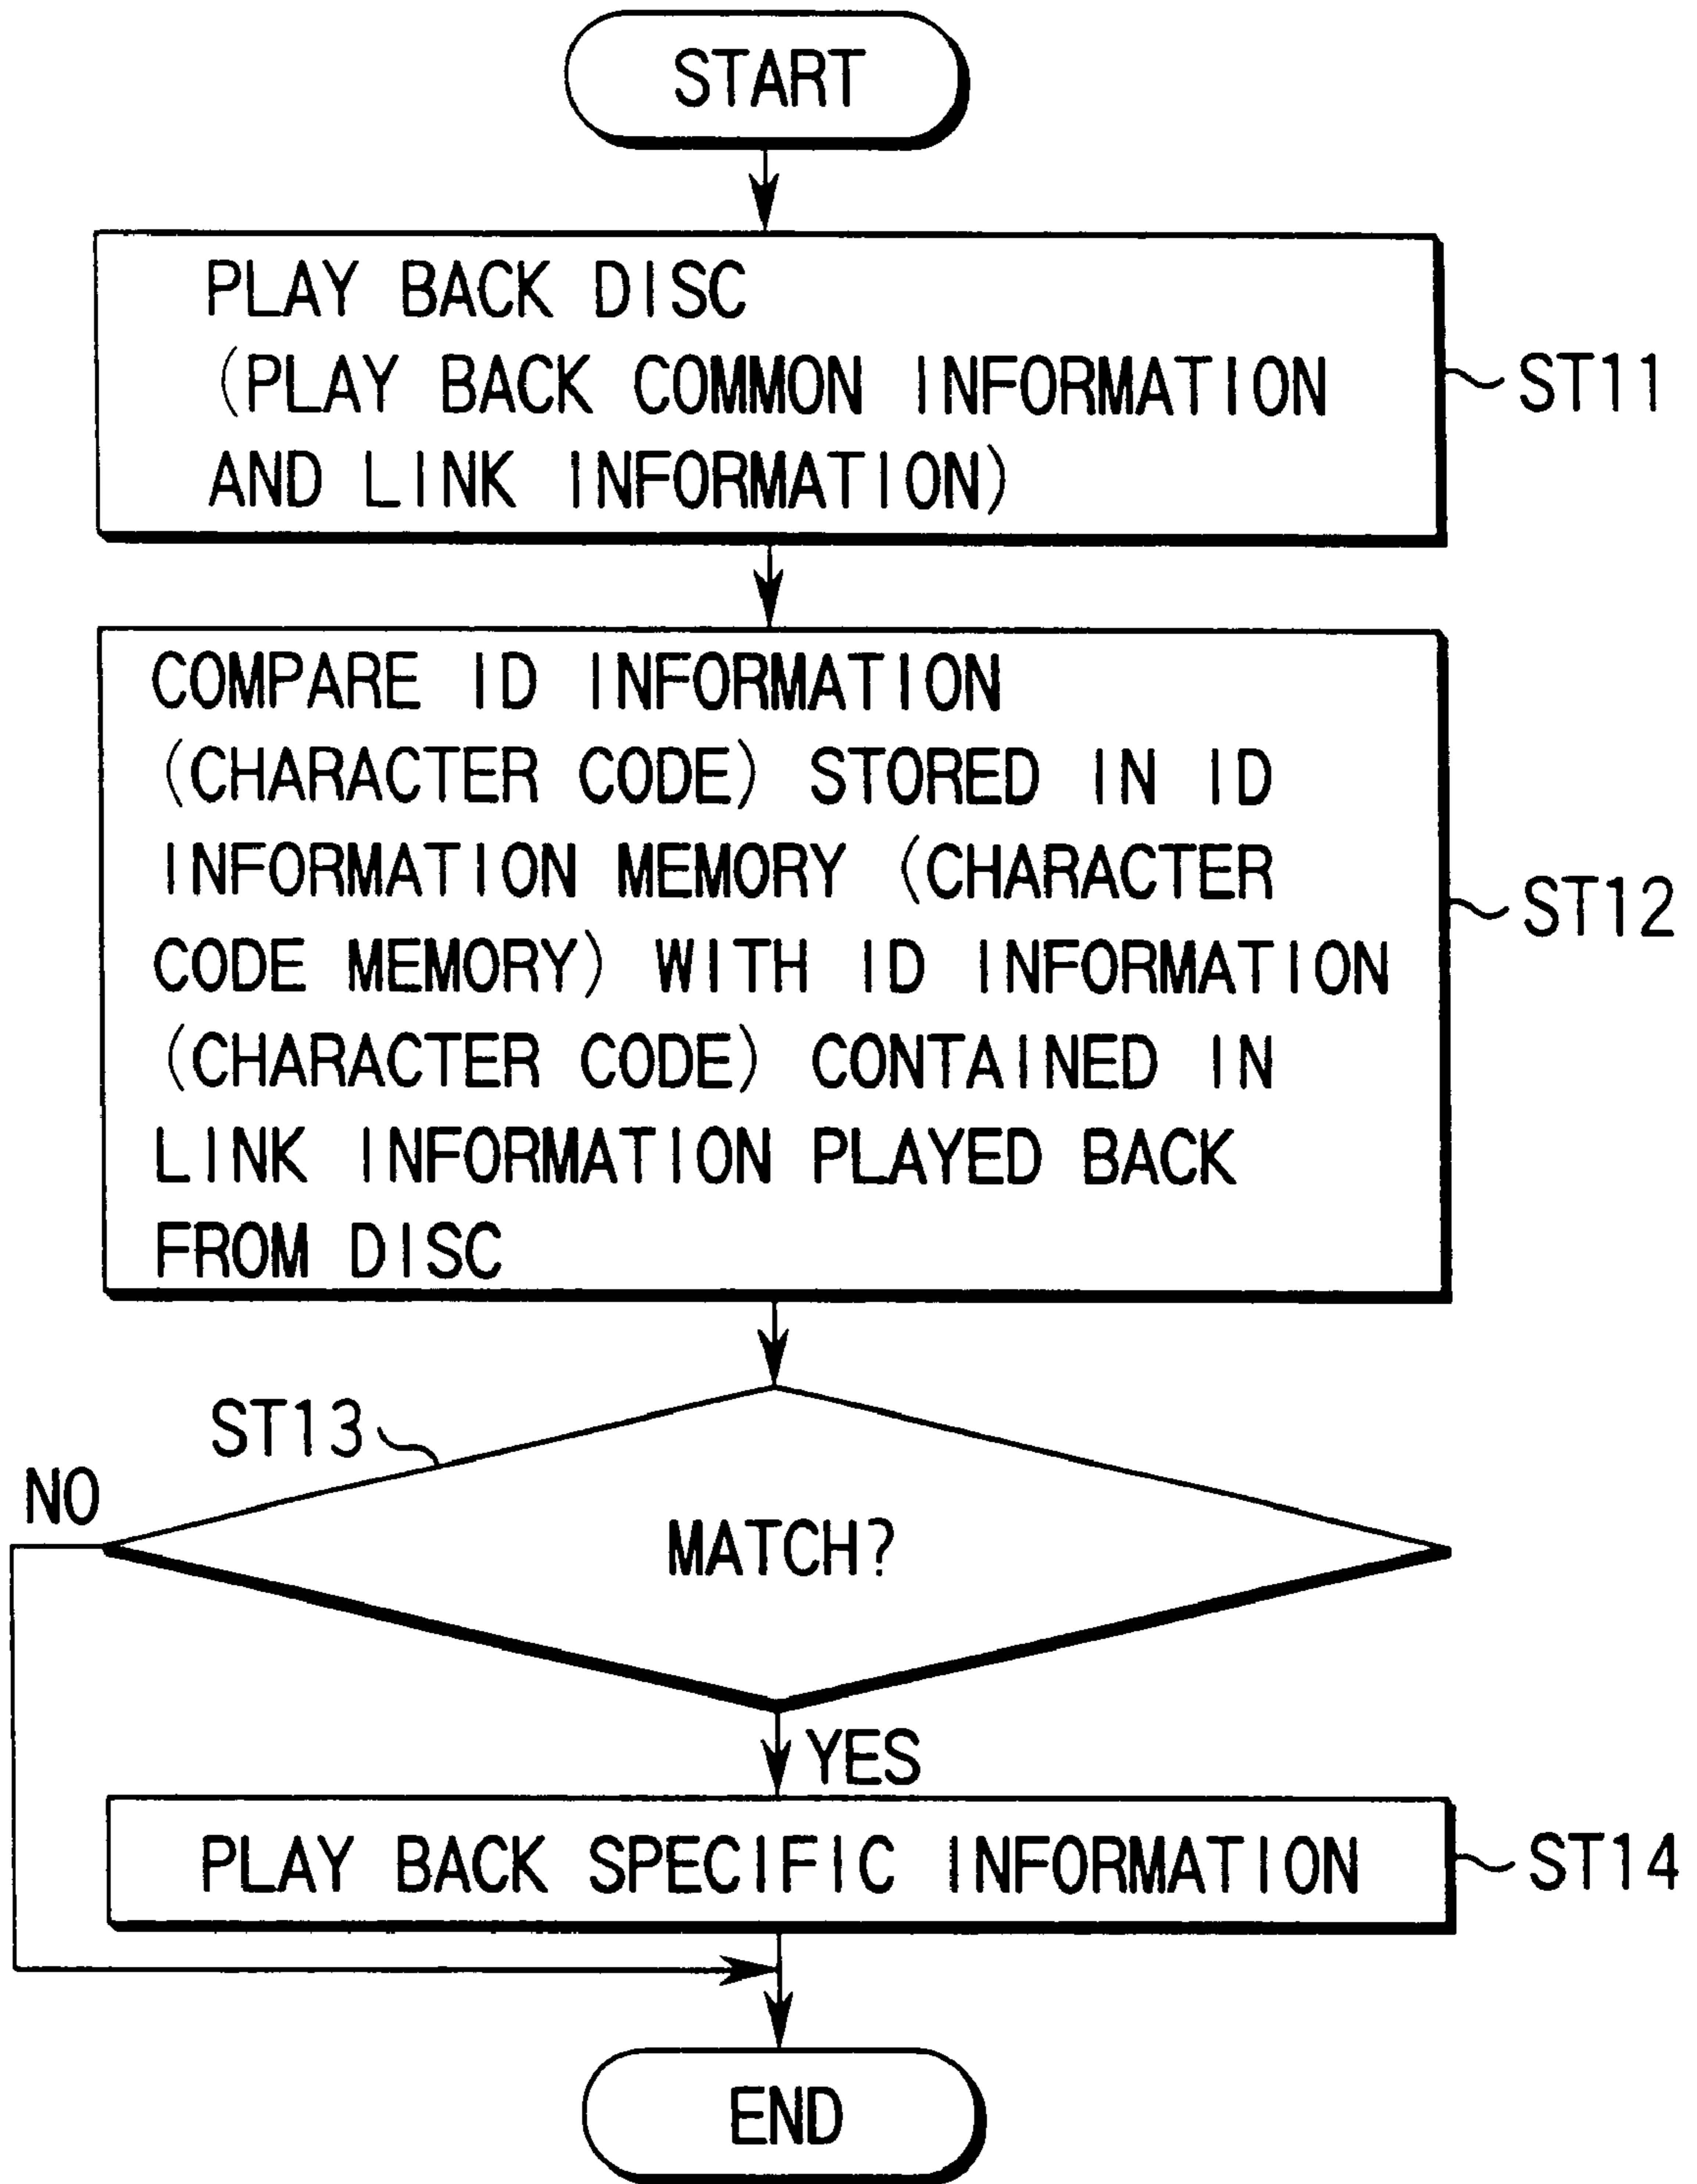 START
PLAY BACK DISC
(PLAY BACK COMMON INFORMATION
AND LINK INFORMATION)
ST11
COMPARE ID INFORMATION
(CHARACTER CODE) STORED IN ID
INFORMATION MEMORY (CHARACTER
CODE MEMORY) WITH ID INFORMATION
(CHARACTER CODE) CONTAINED IN
LINK INFORMATION PLAYED BACK
FROM DISC
ST12
ST13
NO
MATCH?
YES
PLAY BACK SPECIFIC INFORMATION
ST14
END